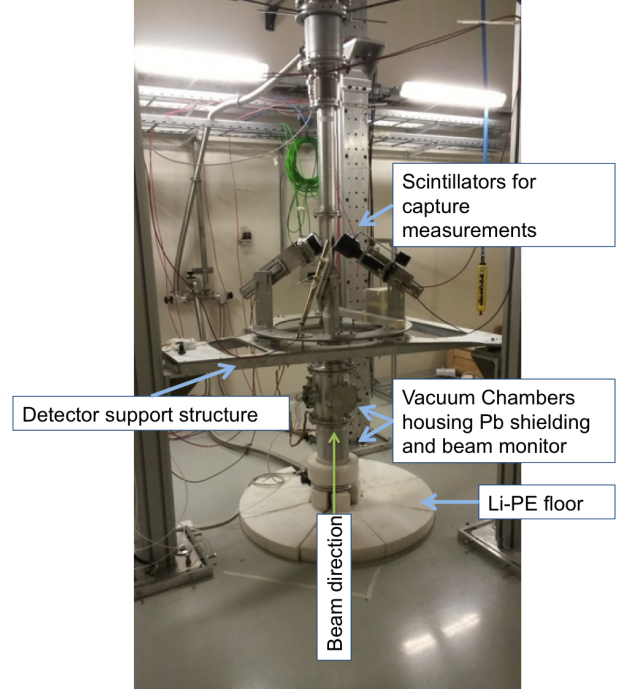 Scintillators for
capture
measurements
Detector support structure
Vacuum Chambers
housing Pb shielding
and beam monitor
Li-PE floor
Beam direction